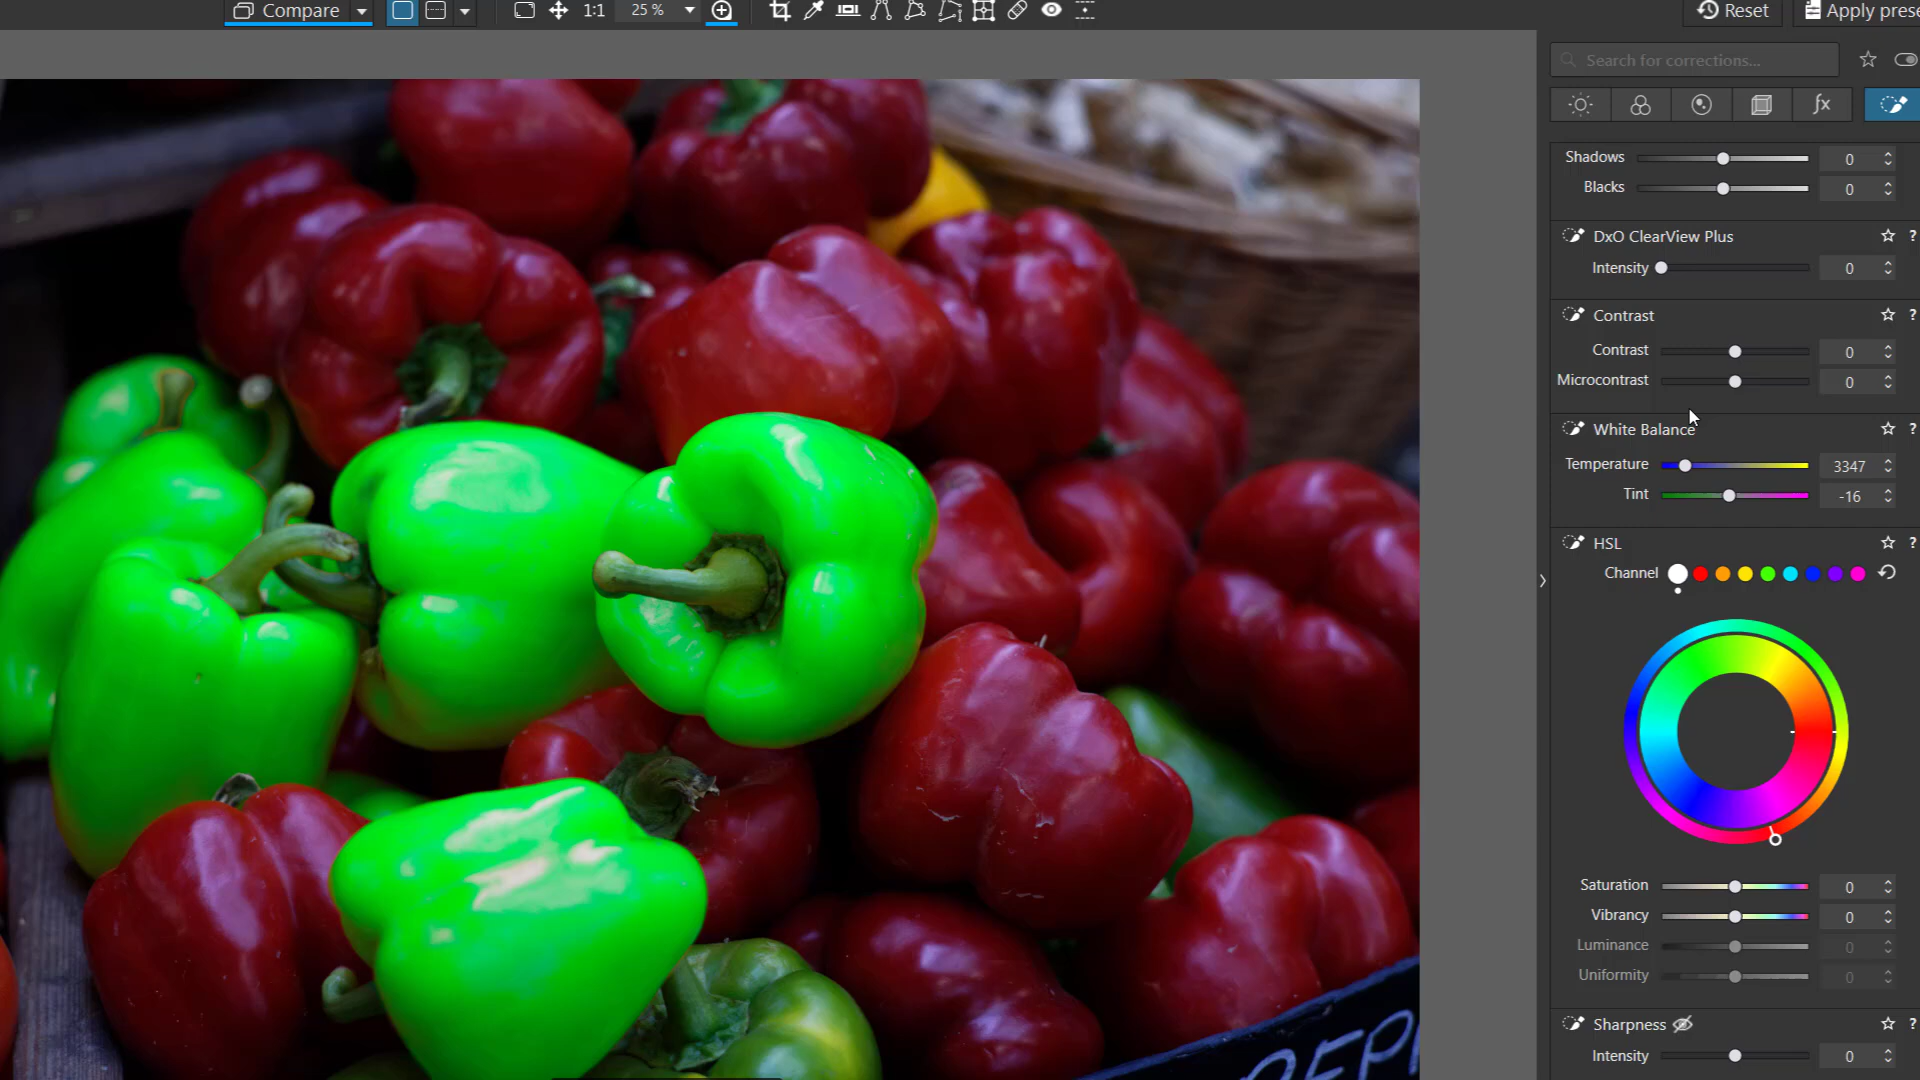 Compare
1:1
25 %
Reset
Apply prese
Search for corrections...
fx
Shadows 0
Blacks 0
DxO ClearView Plus ?
Intensity 0
Contrast ?
Contrast 0
Microcontrast 0
White Balance ?
Temperature 3347
Tint -16
HSL ?
Channel
Saturation 0
Vibrancy 0
Luminance 0
Uniformity 0
Sharpness ?
Intensity 0